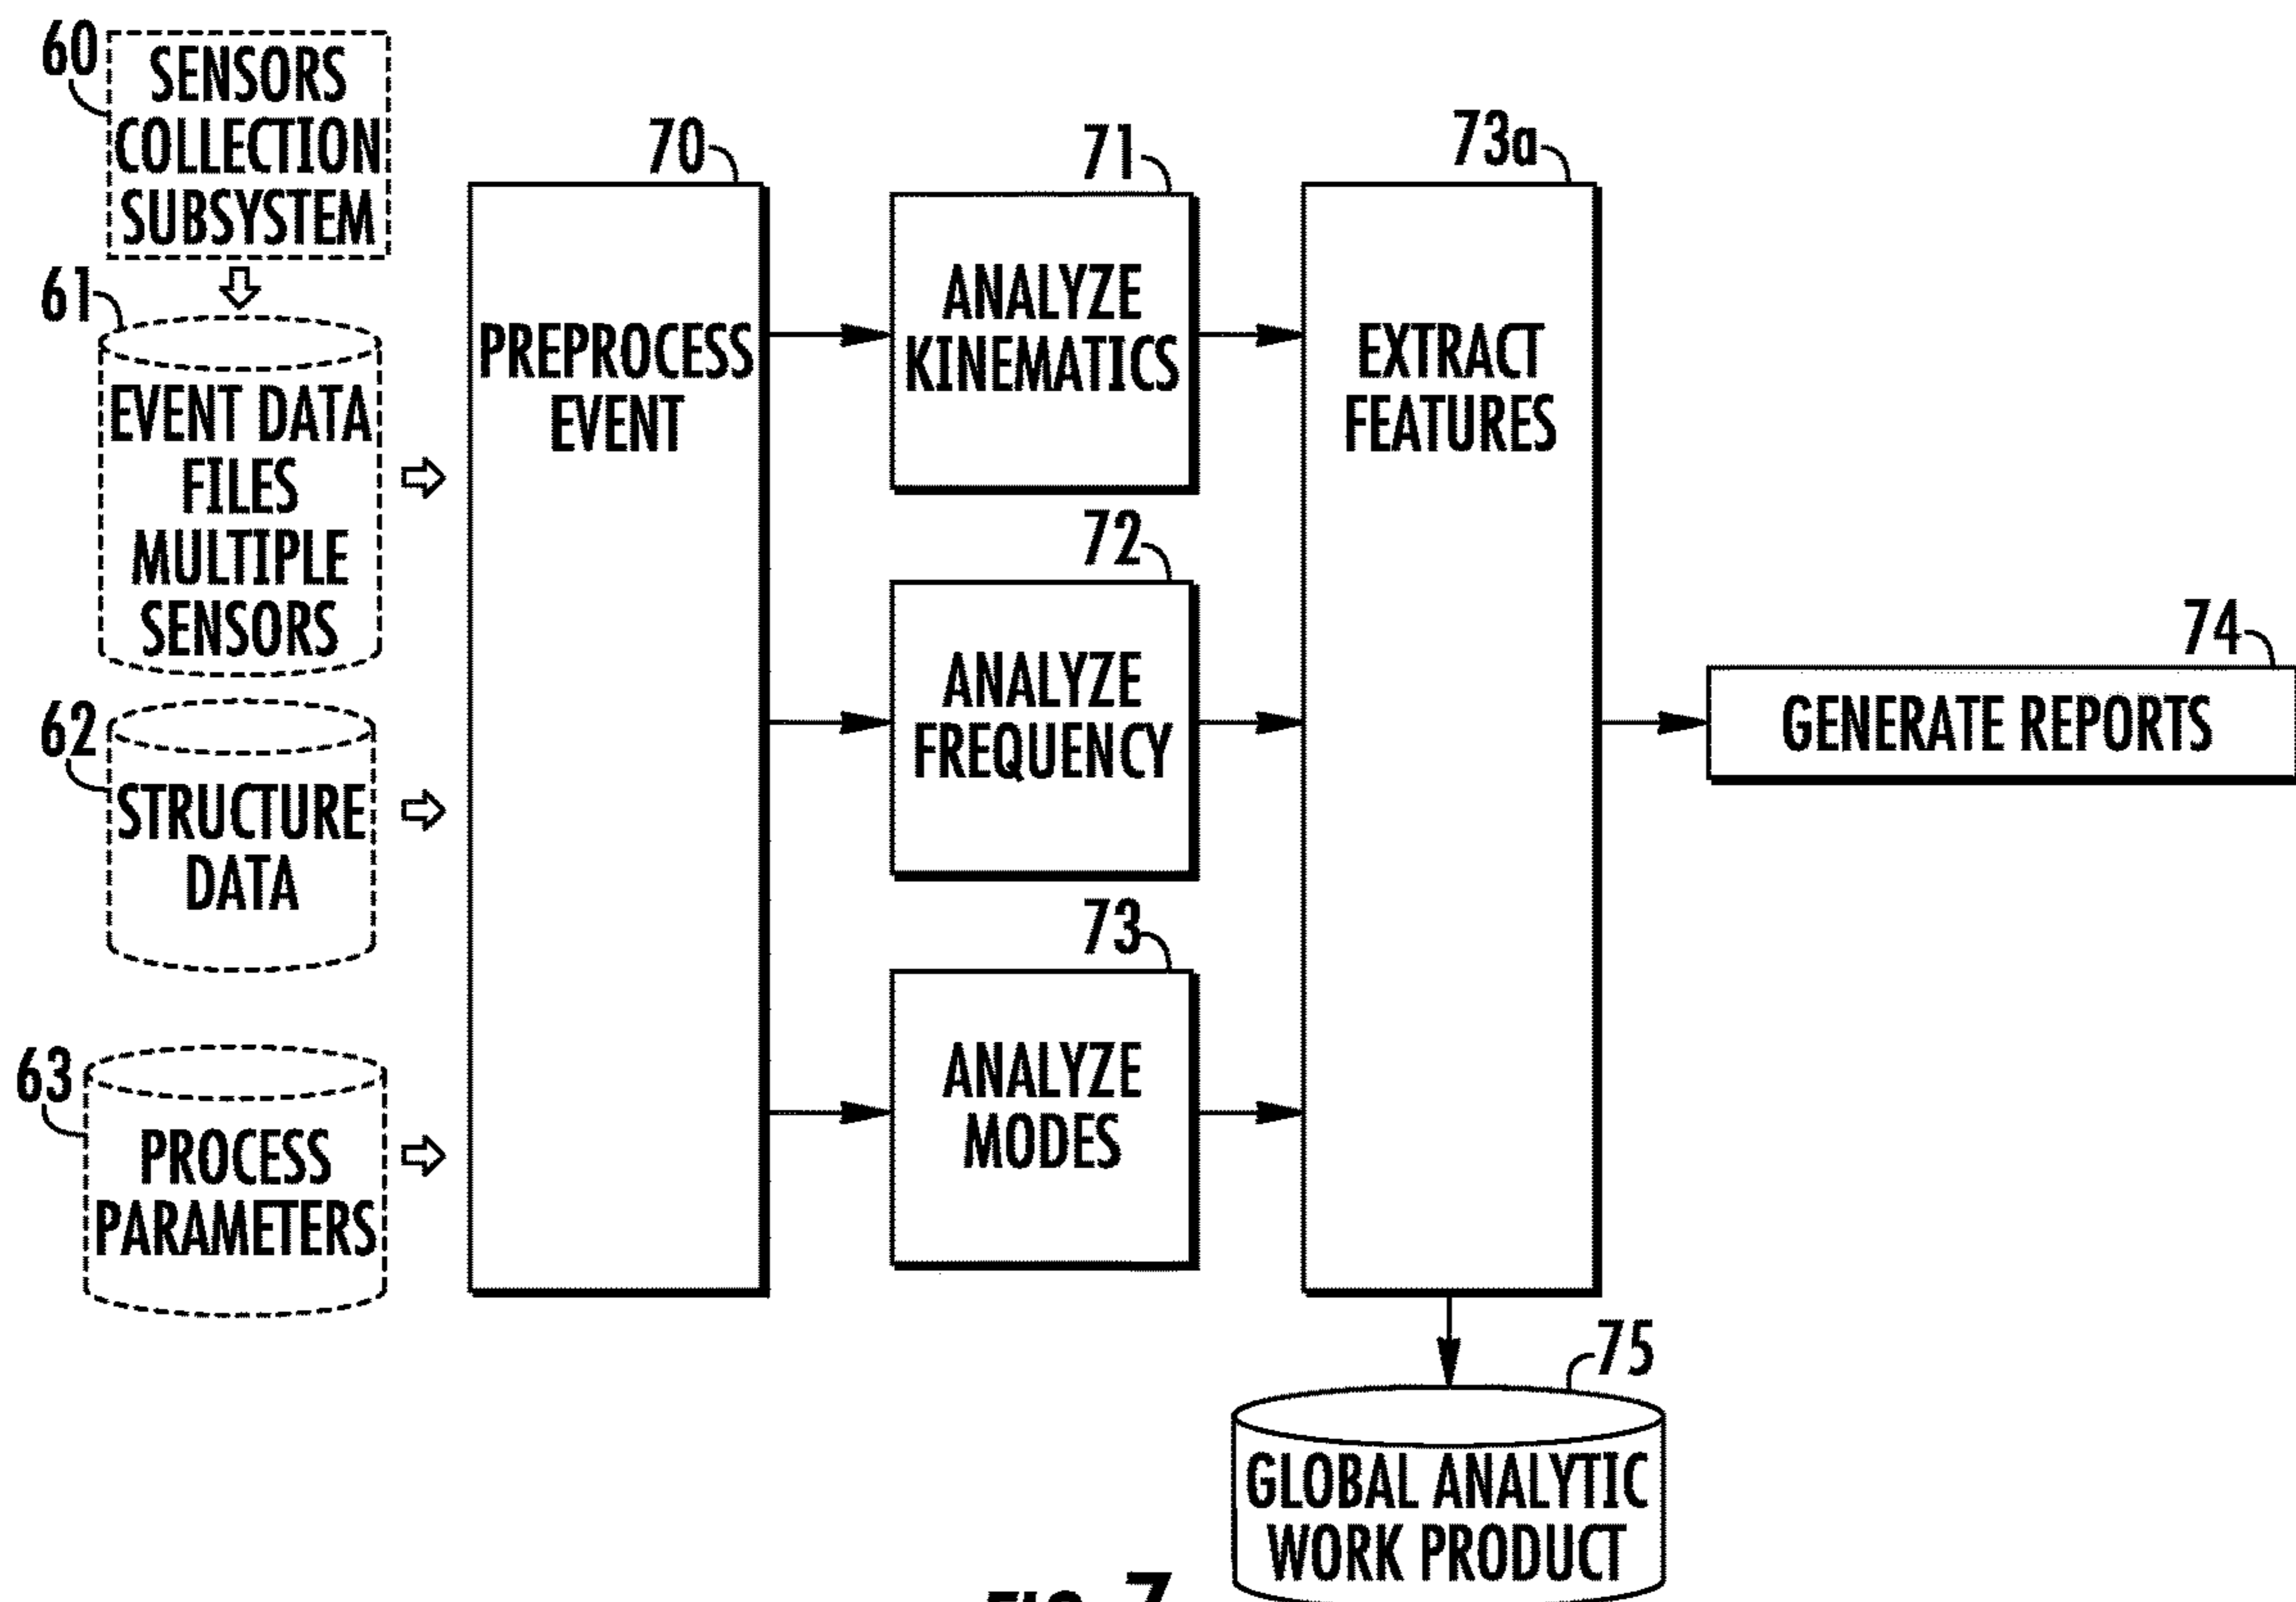 60
SENSORS
COLLECTION
SUBSYSTEM
61
EVENT DATA
FILES
MULTIPLE
SENSORS
62
STRUCTURE
DATA
63
PROCESS
PARAMETERS
70
PREPROCESS
EVENT
71
ANALYZE
KINEMATICS
72
ANALYZE
FREQUENCY
73
ANALYZE
MODES
73a
EXTRACT
FEATURES
74
GENERATE REPORTS
75
GLOBAL ANALYTIC
WORK PRODUCT